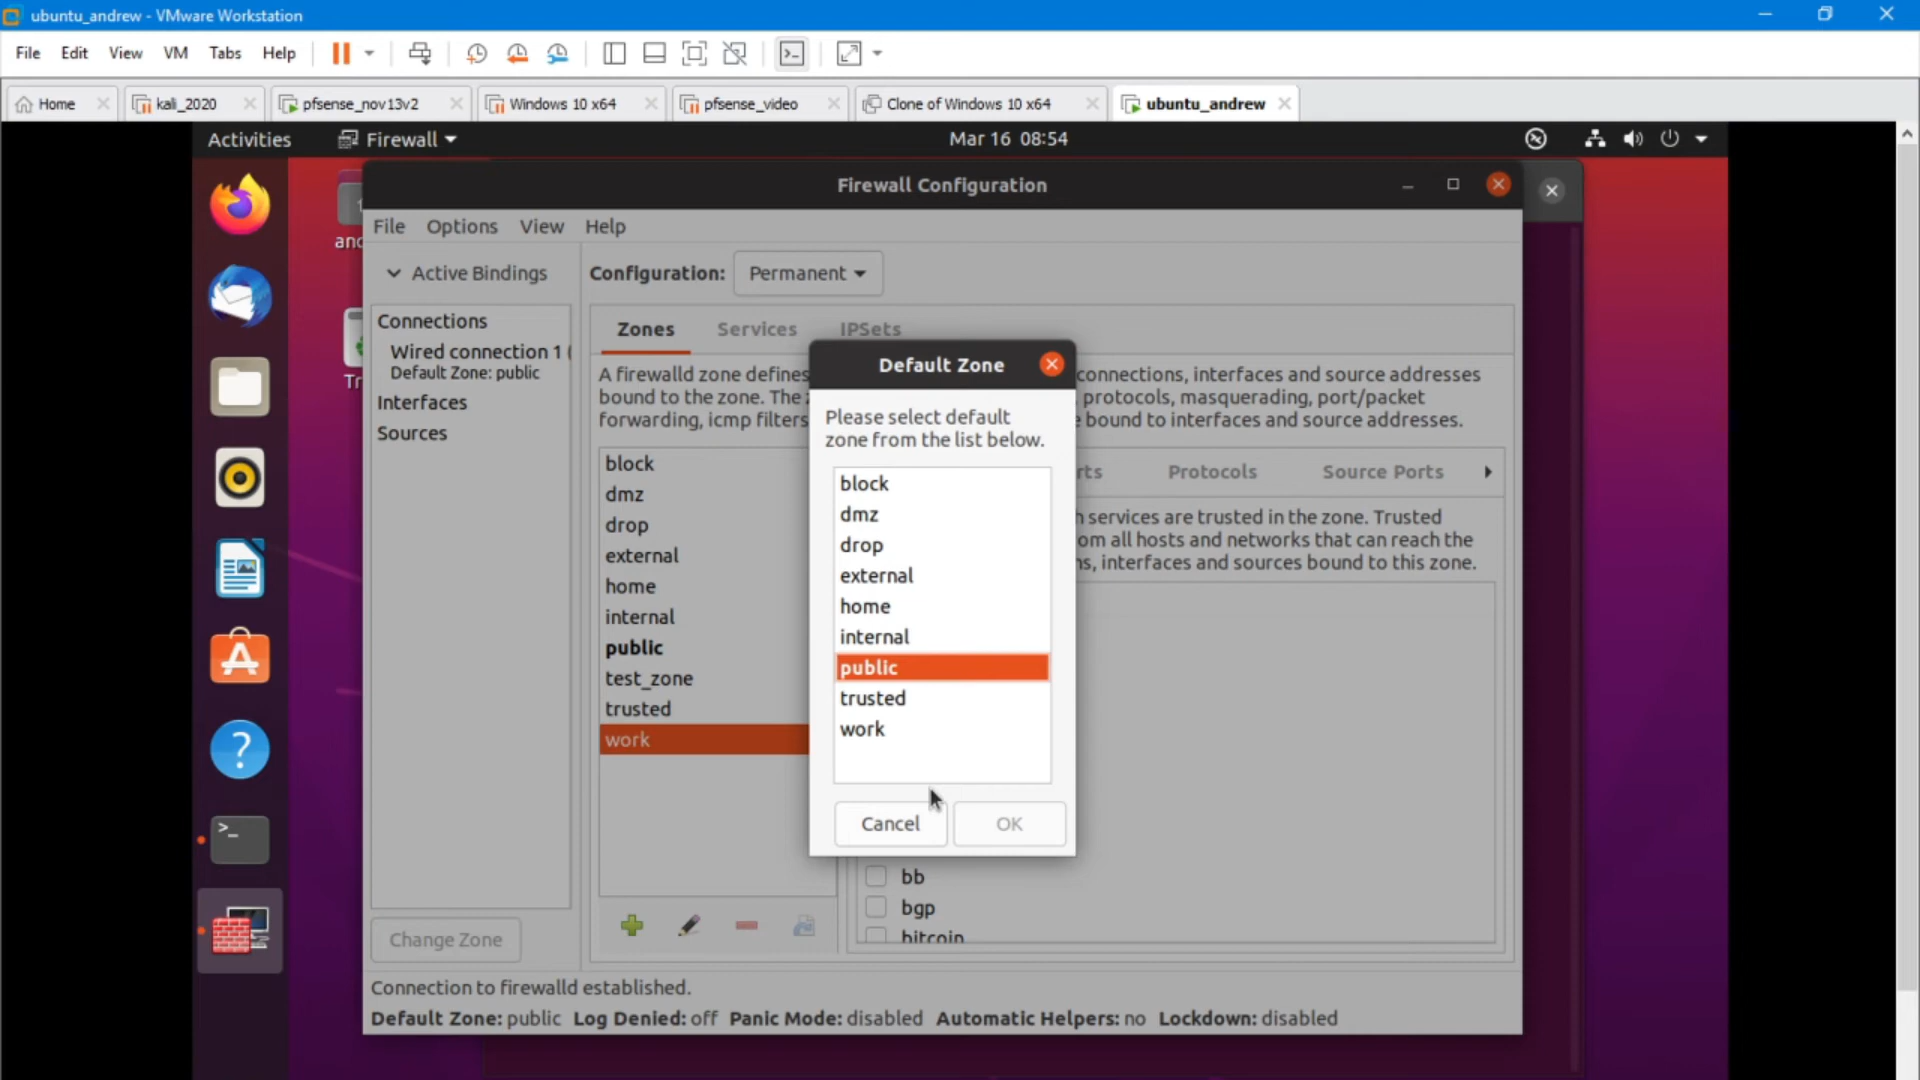 ubuntu_andrew - VMware Workstation
File Edit View VM Tabs Help
Home kali_2020 pfsense_nov13v2 Windows 10 x64 pfsense_video Clone of Windows 10 x64 ubuntu_andrew
Activities Firewall Mar 16 08:54
Firewall Configuration
File Options View Help
Active Bindings
Configuration: Permanent
Connections
Wired connection 1 (
Default Zone: public
Interfaces
Sources
Change Zone
Zones Services IPSets
A firewalld zone defines connections, interfaces and source addresses
bound to the zone. The protocols, masquerading, port/packet
forwarding, icmp filters bound to interfaces and source addresses.
block
dmz
drop
external
home
internal
public
test_zone
trusted
work
Protocols Source Ports
services are trusted in the zone. Trusted
om all hosts and networks that can reach the
interfaces and sources bound to this zone.
bb
bgp
bitcoin
Default Zone
Please select default
zone from the list below.
block
dmz
drop
external
home
internal
public
trusted
work
Cancel OK
Connection to firewalld established.
Default Zone: public Log Denied: off Panic Mode: disabled Automatic Helpers: no Lockdown: disabled